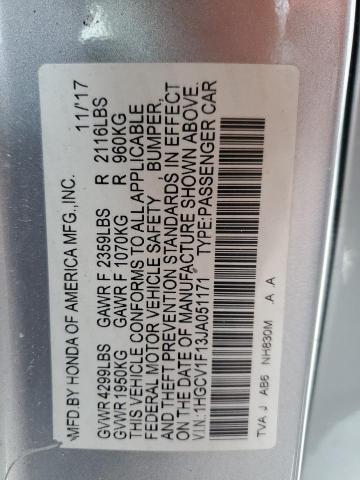 MFD.BY HONDA OF AMERICA MFG.,INC. 11/17
GVWR 4299LBS GAWR F 2359LBS R 2116LBS
GVWR 1950KG GAWR F 1070KG R 960KG
THIS VEHICLE CONFORMS TO ALL APPLICABLE
FEDERAL MOTOR VEHICLE SAFETY, BUMPER,
AND THEFT PREVENTION STANDARDS IN EFFECT
ON THE DATE OF MANUFACTURE SHOWN ABOVE.
V.I.N.:1HGCV1F13JA051171 TYPE:PASSENGER CAR
TVA J AB6 NH830M A A